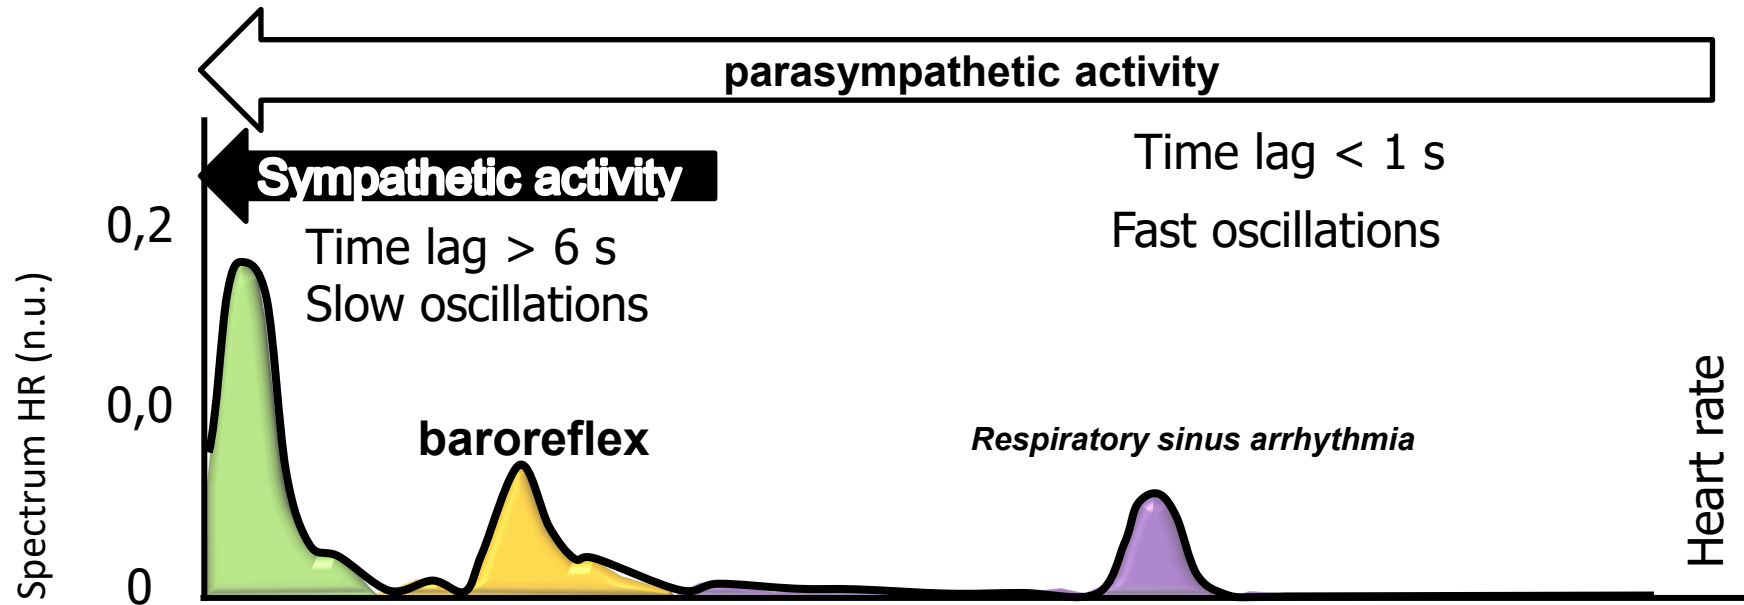 parasympathetic activity
Sympathetic activity
Time lag < 1 s
Fast oscillations
Time lag > 6 s
Slow oscillations
0,2
0,0
0
Spectrum HR (n.u.)
baroreflex
Respiratory sinus arrhythmia
Heart rate